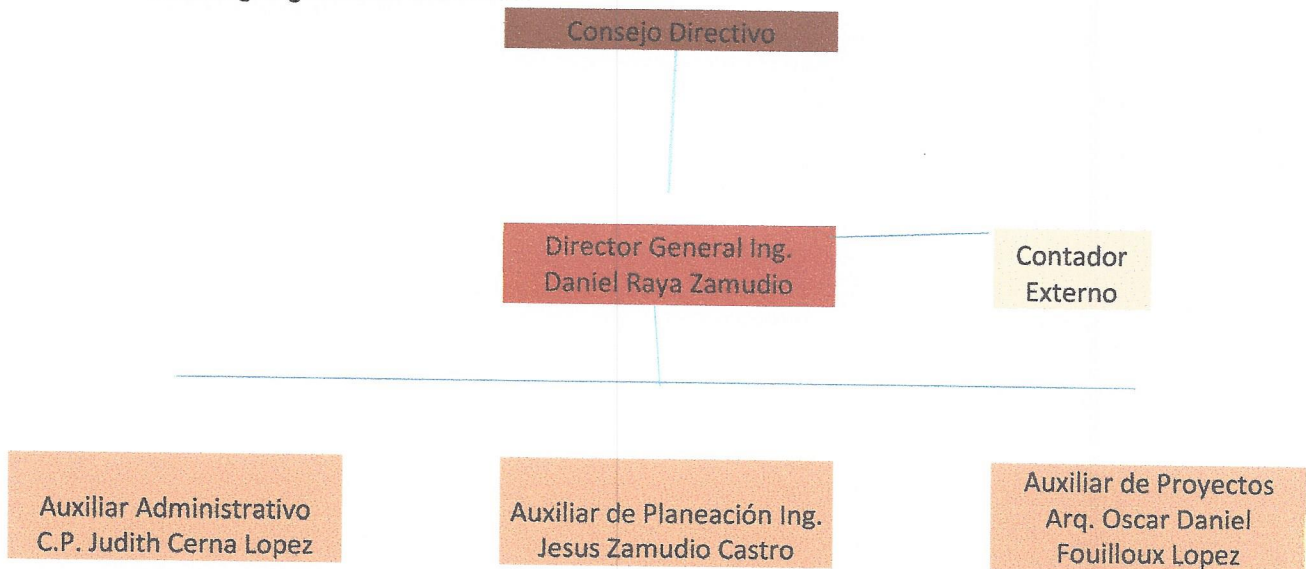 Consejo Directivo
Director General Ing.
Daniel Raya Zamudio
Contador
Externo
Auxiliar Administrativo
C.P. Judith Cerna Lopez
Auxiliar de Planeación Ing.
Jesus Zamudio Castro
Auxiliar de Proyectos
Arq. Oscar Daniel
Fouilloux Lopez